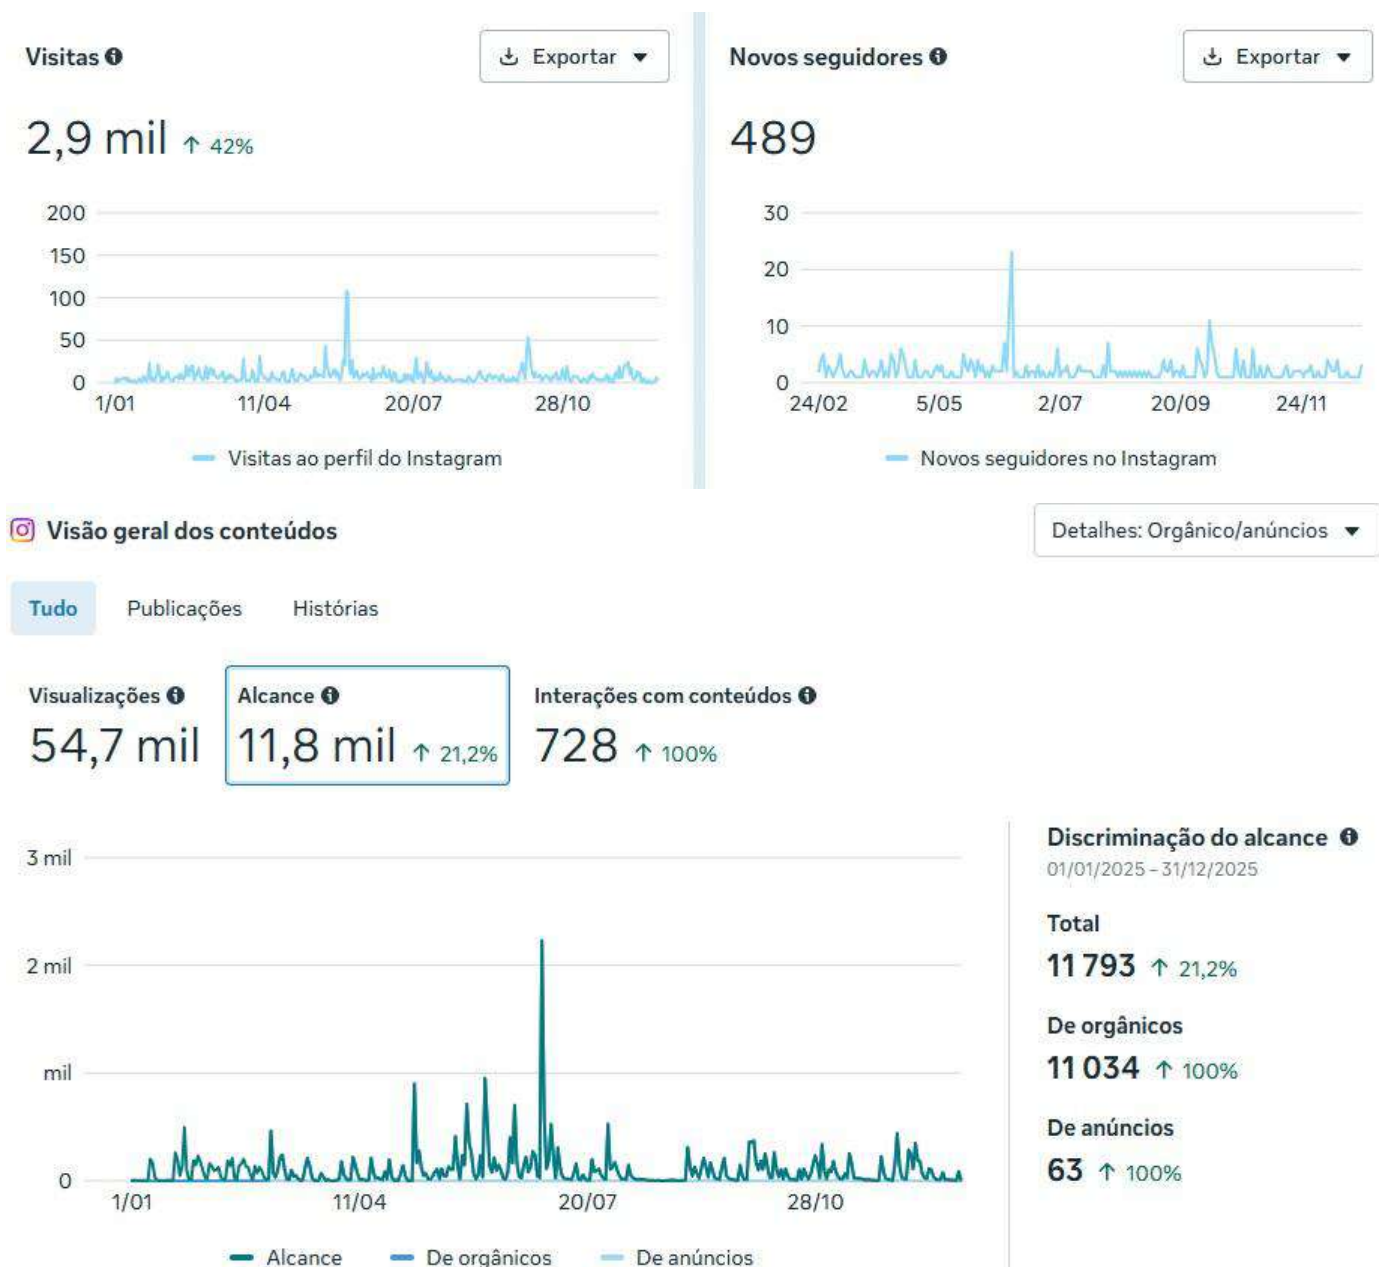 Visitas
Exportar
2,9 mil ↑ 42%
200
150
100
50
0
1/01 11/04 20/07 28/10
Visitas ao perfil do Instagram
Novos seguidores
Exportar
489
30
20
10
0
24/02 5/05 2/07 20/09 24/11
Novos seguidores no Instagram
Visão geral dos conteúdos
Detalhes: Orgânico/anúncios
Tudo Publicações Histórias
Visualizações
54,7 mil
Alcance
11,8 mil ↑ 21,2%
Interações com conteúdos
728 ↑ 100%
3 mil
2 mil
mil
0
1/01 11/04 20/07 28/10
Alcance De orgânicos De anúncios
Discriminação do alcance
01/01/2025 – 31/12/2025
Total
11 793 ↑ 21,2%
De orgânicos
11 034 ↑ 100%
De anúncios
63 ↑ 100%